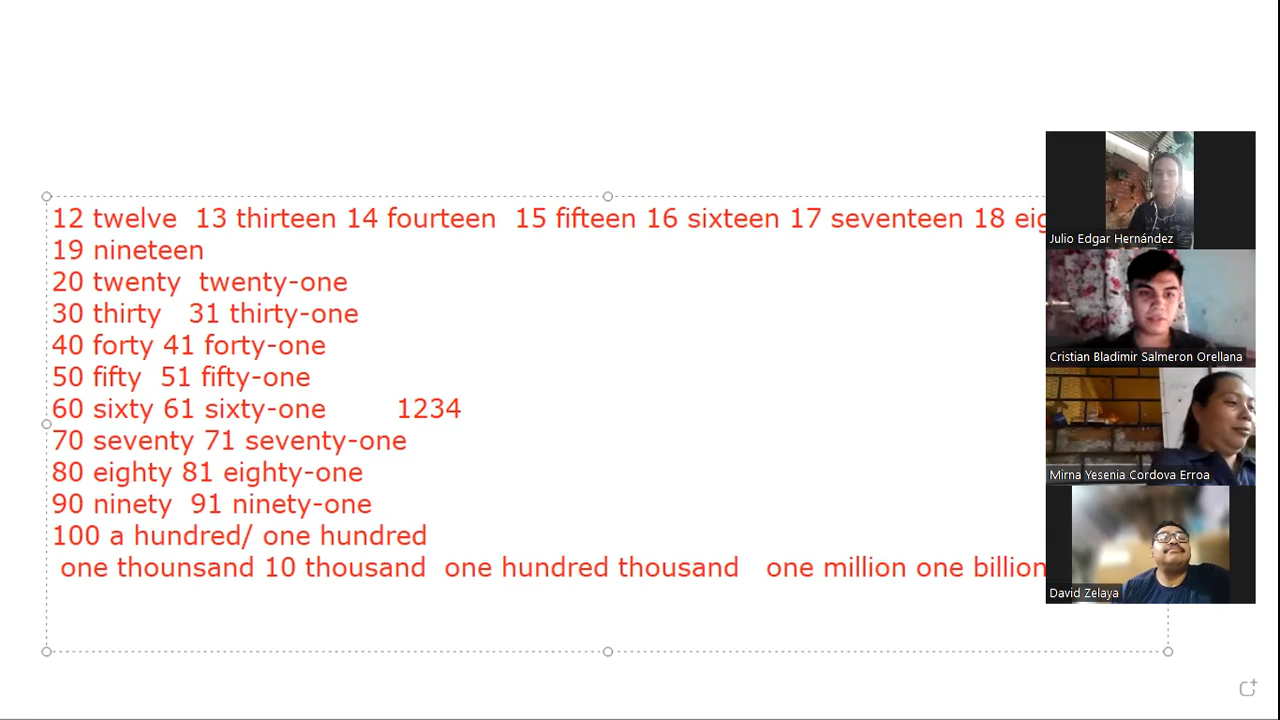 12 twelve  13 thirteen 14 fourteen  15 fifteen 16 sixteen 17 seventeen 18
19 nineteen
20 twenty  twenty-one
30 thirty   31 thirty-one
40 forty 41 forty-one
50 fifty  51 fifty-one
60 sixty 61 sixty-one        1234
70 seventy 71 seventy-one
80 eighty 81 eighty-one
90 ninety  91 ninety-one
100 a hundred/ one hundred
one thounsand 10 thousand  one hundred thousand   one million one billion
Julio Edgar Hernández
Cristian Bladimir Salmeron Orellana
Mirna Yesenia Cordova Erroa
David Zelaya